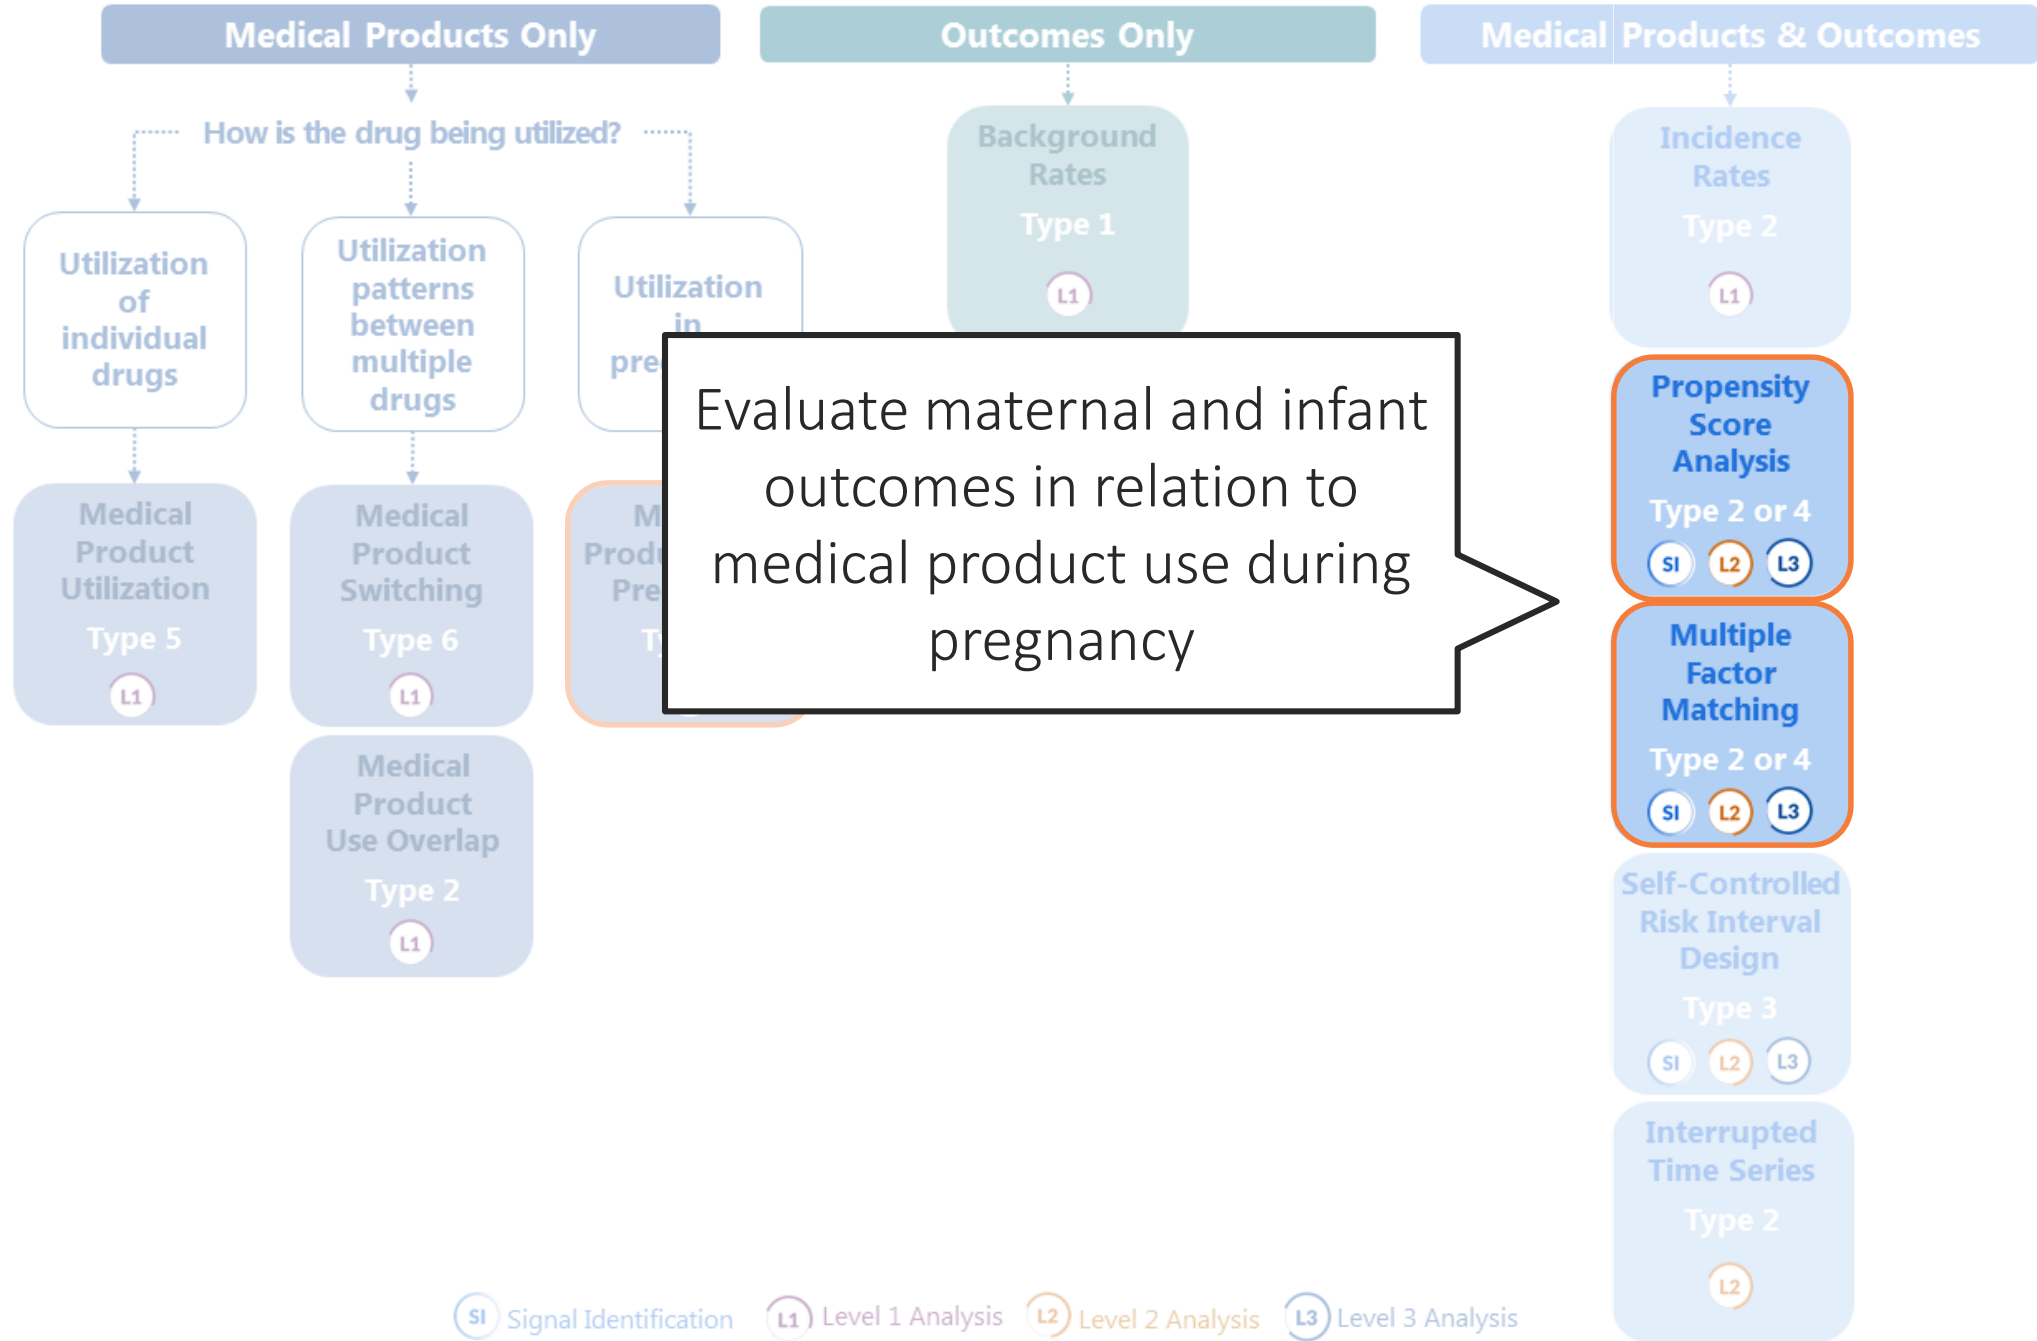 Medical Products Only
Outcomes Only
Medical Products & Outcomes
How is the drug being utilized?
Utilization
of
individual
drugs
Utilization
patterns
between
multiple
drugs
Utilization
in
Medical
Product
Utilization
Type 5
L1
Medical
Product
Switching
Type 6
L1
Medical
Product
Use Overlap
Type 2
L1
Background
Rates
Type 1
L1
Evaluate maternal and infant
outcomes in relation to
medical product use during
pregnancy
Incidence
Rates
Type 2
L1
Propensity
Score
Analysis
Type 2 or 4
SI L2 L3
Multiple
Factor
Matching
Type 2 or 4
SI L2 L3
Self-Controlled
Risk Interval
Design
Type 3
SI L2 L3
Interrupted
Time Series
Type 2
L2
SI Signal Identification L1 Level 1 Analysis L2 Level 2 Analysis L3 Level 3 Analysis